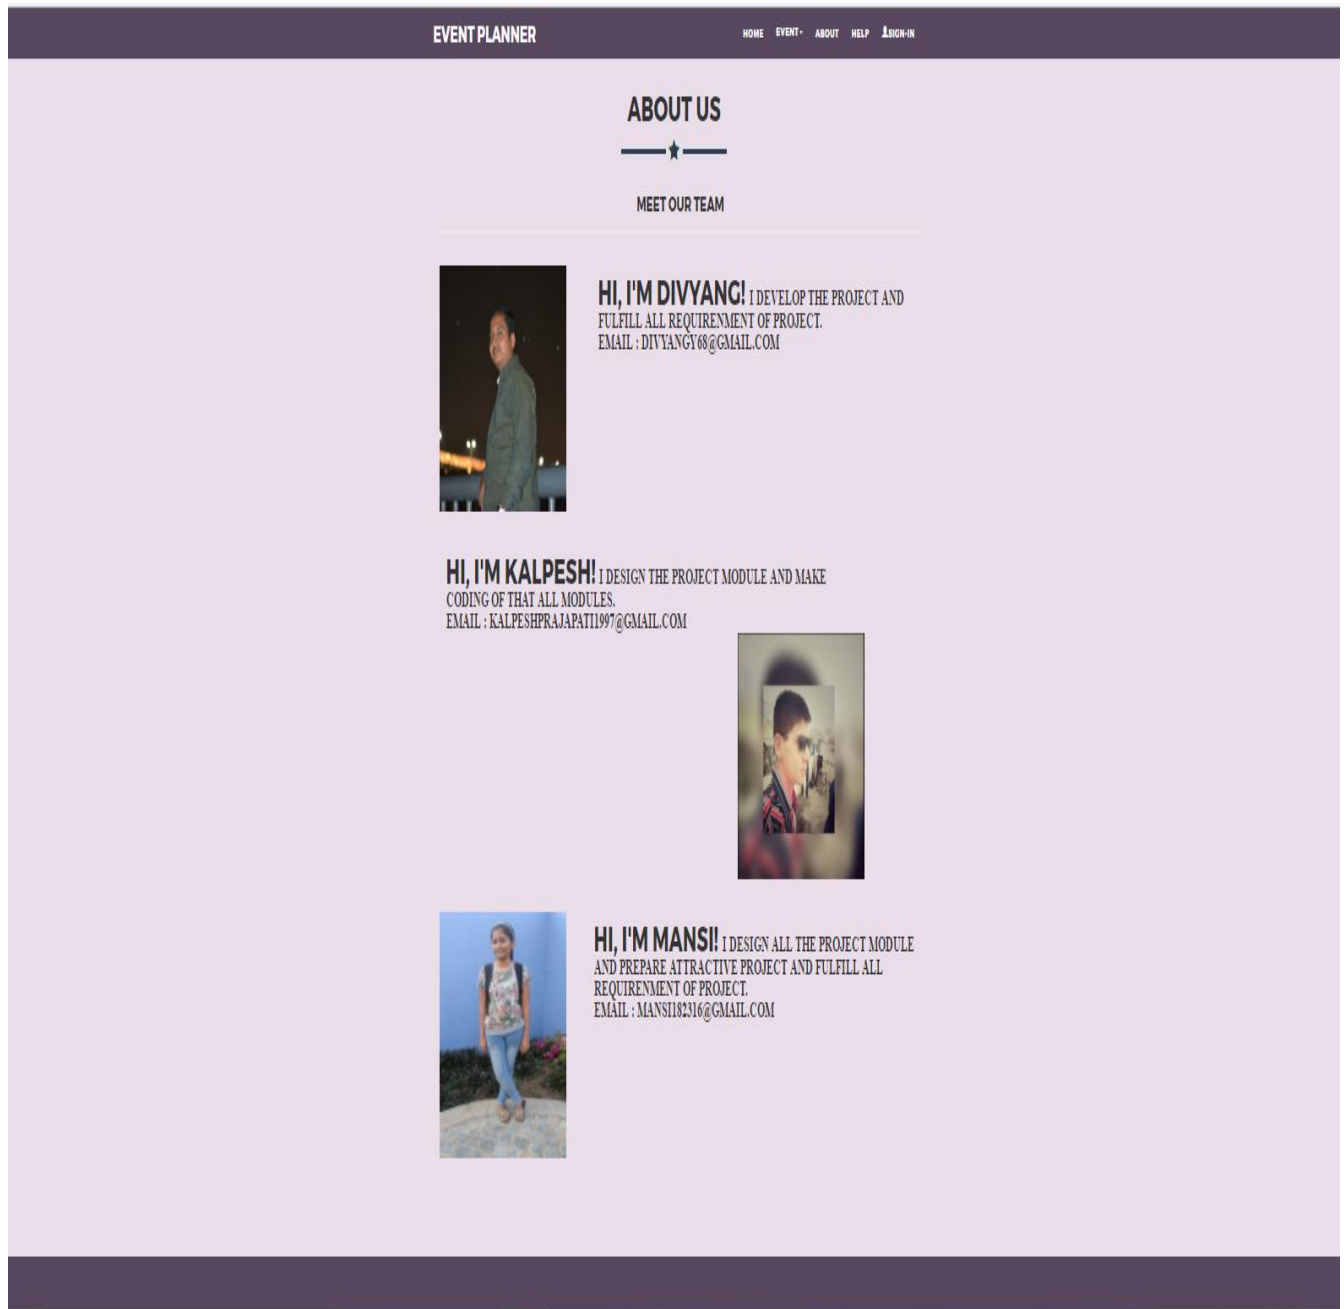 EVENT PLANNER
HOME EVENT ABOUT HELP SIGN-IN
ABOUT US
MEET OUR TEAM
HI, I'M DIVYANG! I DEVELOP THE PROJECT AND
FULFILL ALL REQUIRENMENT OF PROJECT.
EMAIL : DIVYANGY68@GMAIL.COM
HI, I'M KALPESH! I DESIGN THE PROJECT MODULE AND MAKE
CODING OF THAT ALL MODULES.
EMAIL : KALPESHPRAJAPATI1997@GMAIL.COM
HI, I'M MANSI! I DESIGN ALL THE PROJECT MODULE
AND PREPARE ATTRACTIVE PROJECT AND FULFILL ALL
REQUIRENMENT OF PROJECT.
EMAIL : MANSI182316@GMAIL.COM